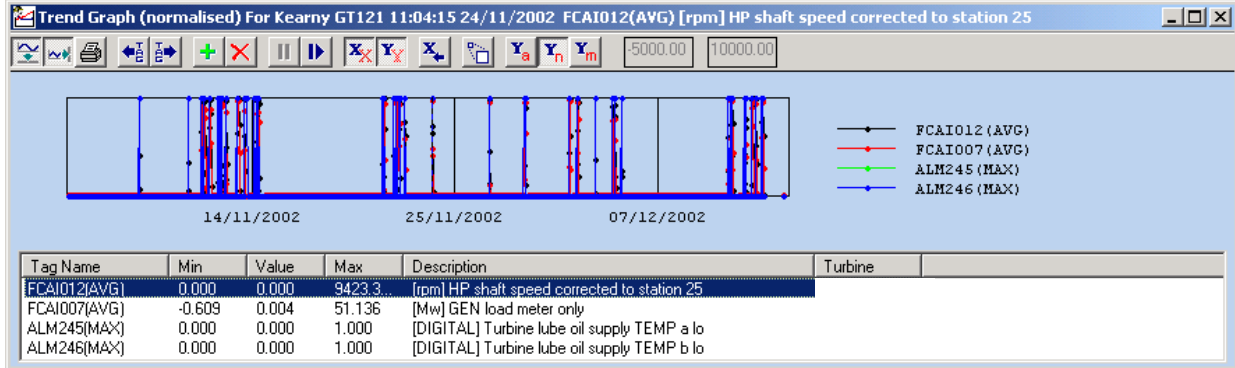 Trend Graph (normalised) For Kearny GT121 11:04:15 24/11/2002 FCAI012(AVG) [rpm] HP shaft speed corrected to station 25
XX YY X Ya Yn Ym -5000.00 10000.00
FCAI012(AVG)
FCAI007(AVG)
ALM245(MAX)
ALM246(MAX)
14/11/2002 25/11/2002 07/12/2002
Tag Name Min Value Max Description Turbine
FCAI012(AVG) 0.000 0.000 9423.3... [rpm] HP shaft speed corrected to station 25
FCAI007(AVG) -0.609 0.004 51.136 [Mw] GEN load meter only
ALM245(MAX) 0.000 0.000 1.000 [DIGITAL] Turbine lube oil supply TEMP a lo
ALM246(MAX) 0.000 0.000 1.000 [DIGITAL] Turbine lube oil supply TEMP b lo